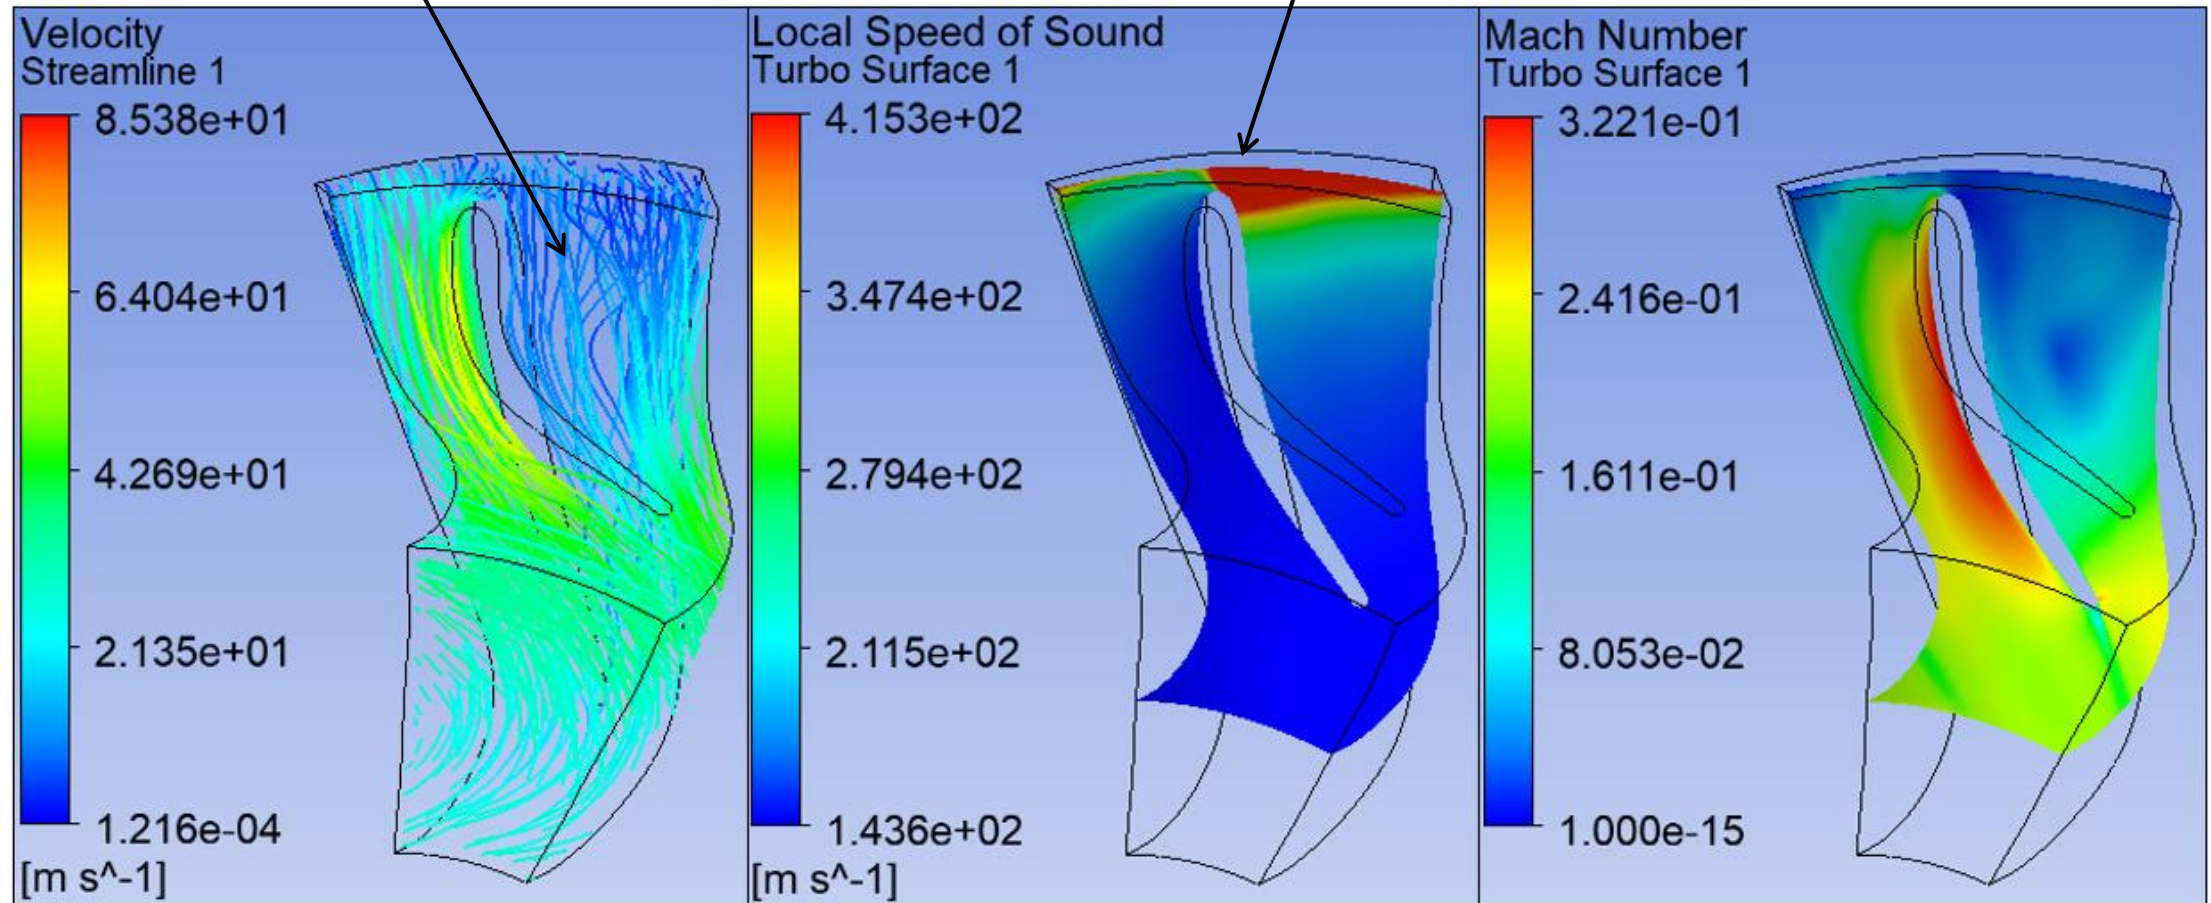 Velocity
Streamline 1
8.538e+01
6.404e+01
4.269e+01
2.135e+01
1.216e-04
[m s^-1]
Local Speed of Sound
Turbo Surface 1
4.153e+02
3.474e+02
2.794e+02
2.115e+02
1.436e+02
[m s^-1]
Mach Number
Turbo Surface 1
3.221e-01
2.416e-01
1.611e-01
8.053e-02
1.000e-15